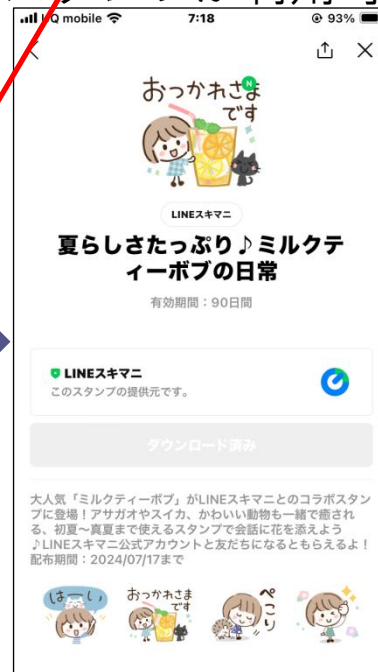 UQ mobile 7:18 93%
おつかれさま
です
N
LINEスキマニ
夏らしさたっぷり♪ミルクテ
ィーボブの日常
有効期間：90日間
LINEスキマニ
このスタンプの提供元です。
ダウンロード済み
大人気「ミルクティーボブ」がLINEスキマニとのコラボスタン
プに登場！アサガオやスイカ、かわいい動物も一緒で癒され
る、初夏〜真夏まで使えるスタンプで会話に花を添えよう
♪LINEスキマニ公式アカウントと友だちになるともらえるよ！
配布期間：2024/07/17まで
はーい
おつかれさま
です
ぺこり